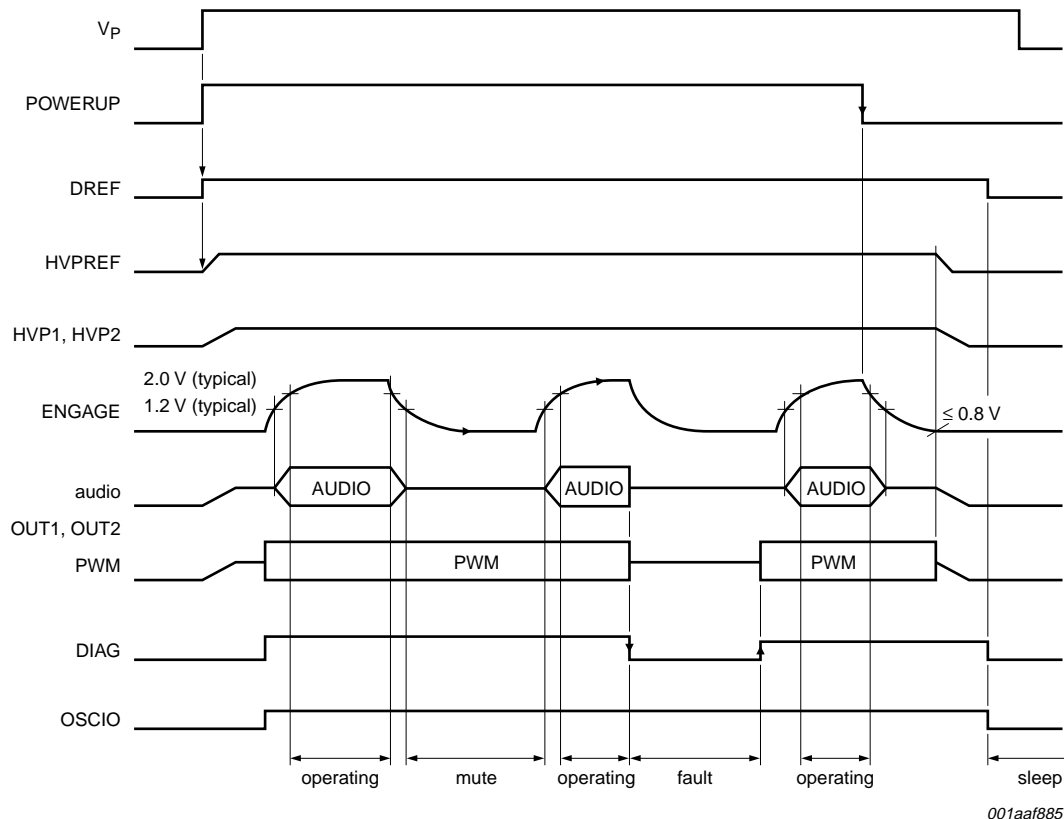 VP
POWERUP
DREF
HVPREF
HVP1, HVP2
2.0 V (typical)
1.2 V (typical)
ENGAGE
≤ 0.8 V
audio
AUDIO
AUDIO
AUDIO
OUT1, OUT2
PWM
PWM
PWM
DIAG
OSCIO
operating
mute
operating
fault
operating
sleep
001aaf885